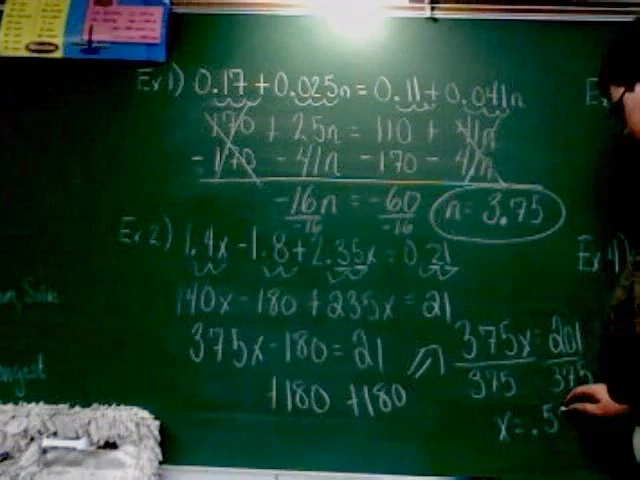 Ex 1) 0.17 + 0.025n = 0.11 + 0.041n
170 + 25n = 110 + 41n
- 170 - 41n - 170 - 41n
-16n = -60
-16 -16
n = 3.75
Ex 2) 1.4x - 1.8 + 2.35x = 0.21
140x - 180 + 235x = 21
375x - 180 = 21
+180 +180
375x = 201
375 375
x = .5
Side